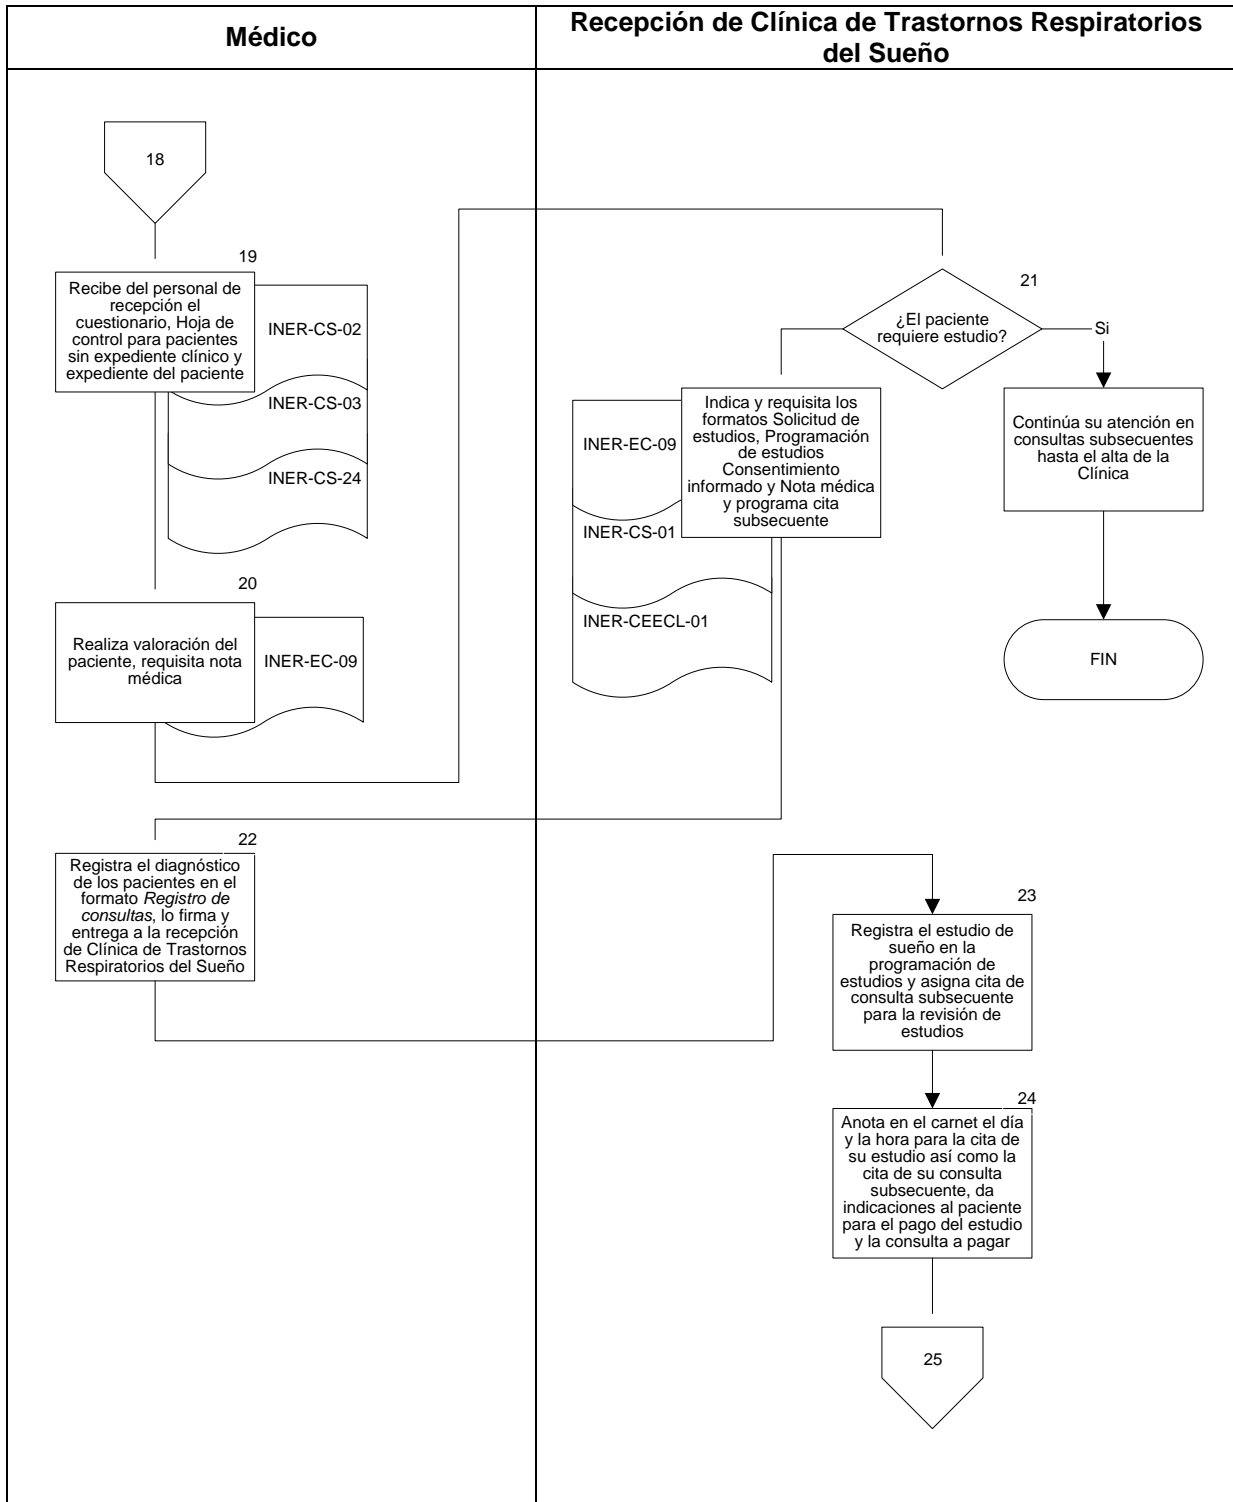 Médico
Recepción de Clínica de Trastornos Respiratorios
del Sueño
18
19
Recibe del personal de
recepción el
cuestionario, Hoja de
control para pacientes
sin expediente clínico y
expediente del paciente
INER-CS-02
INER-CS-03
INER-CS-24
20
Realiza valoración del
paciente, requisita nota
médica
INER-EC-09
21
¿El paciente
requiere estudio?
Si
Indica y requisita los
formatos Solicitud de
estudios, Programación
de estudios
Consentimiento
informado y Nota médica
y programa cita
subsecuente
INER-EC-09
INER-CS-01
INER-CEECL-01
Continúa su atención en
consultas subsecuentes
hasta el alta de la
Clínica
FIN
22
Registra el diagnóstico
de los pacientes en el
formato Registro de
consultas, lo firma y
entrega a la recepción
de Clínica de Trastornos
Respiratorios del Sueño
23
Registra el estudio de
sueño en la
programación de
estudios y asigna cita de
consulta subsecuente
para la revisión de
estudios
24
Anota en el carnet el día
y la hora para la cita de
su estudio así como la
cita de su consulta
subsecuente, da
indicaciones al paciente
para el pago del estudio
y la consulta a pagar
25